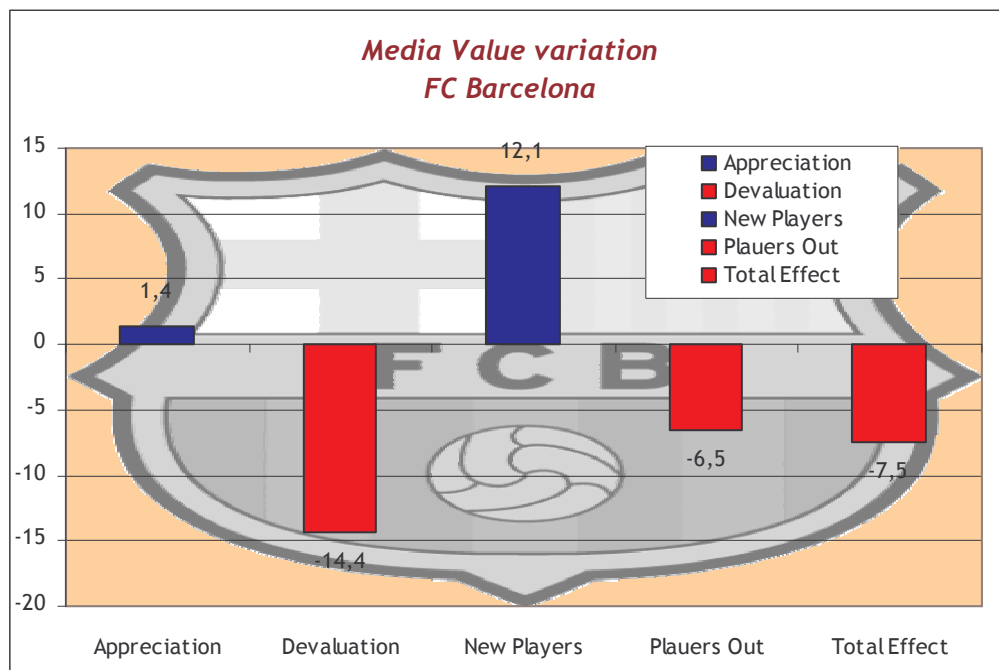 Media Value variation
FC Barcelona
15
12,1
Appreciation
Devaluation
New Players
Plauers Out
Total Effect
10
5
1,4
0
FCB
-5
-6,5
-7,5
-10
-14,4
-15
-20
Appreciation Devaluation New Players Plauers Out Total Effect